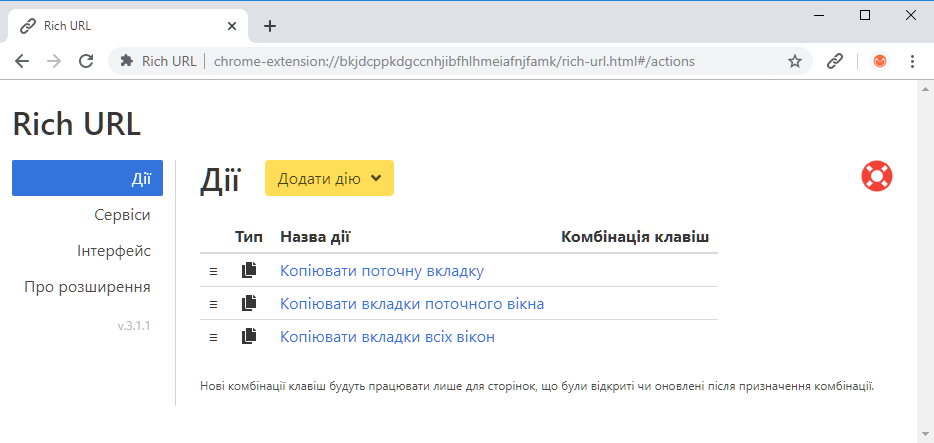 Rich URL
Rich URL chrome-extension://bkjdcppkdgccnhjibfhlhmeiafnjfamk/rich-url.html#/actions
Rich URL
Дії
Сервіси
Інтерфейс
Про розширення
v.3.1.1
Дії Додати дію
Тип Назва дії Комбінація клавіш
Копіювати поточну вкладку
Копіювати вкладки поточного вікна
Копіювати вкладки всіх вікон
Нові комбінації клавіш будуть працювати лише для сторінок, що були відкриті чи оновлені після призначення комбінації.